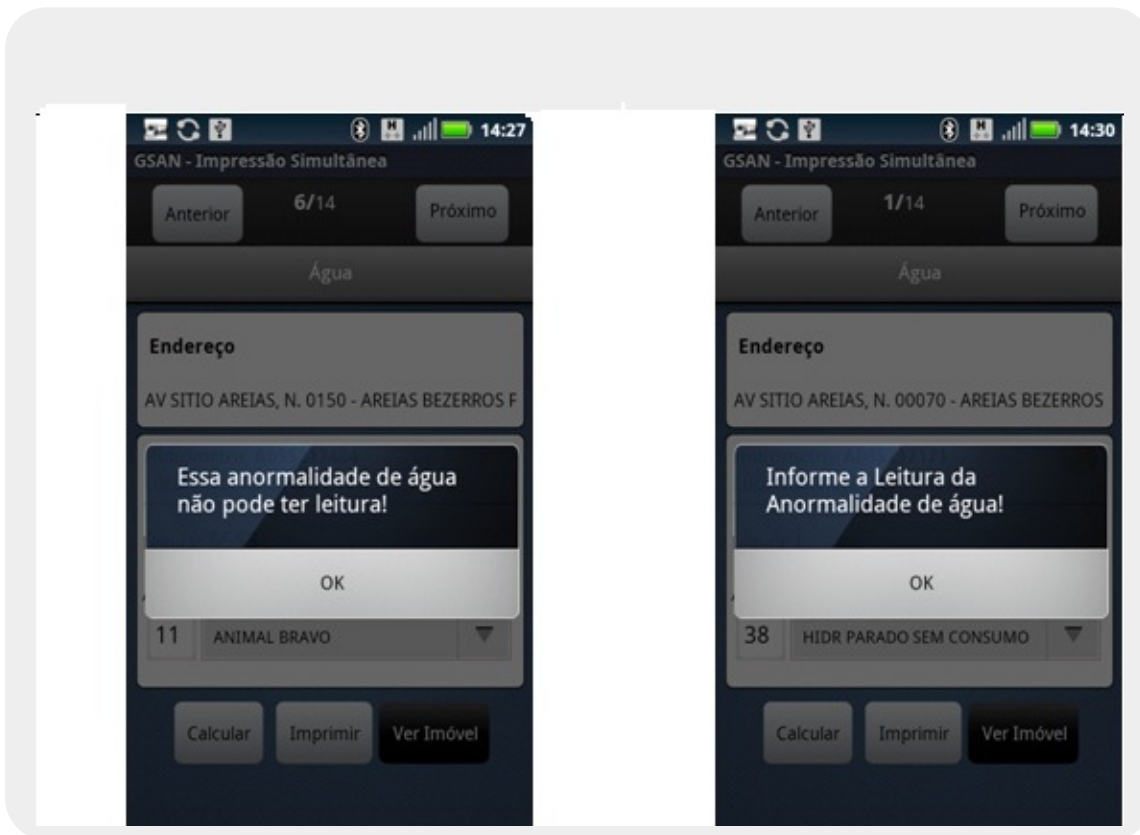 14:27
GSAN - Impressão Simultânea
Anterior 6/14 Próximo
Água
Endereço
AV SITIO AREIAS, N. 0150 - AREIAS BEZERROS
Essa anormalidade de água
não pode ter leitura!
OK
11 ANIMAL BRAVO
Calcular Imprimir Ver Imóvel
14:30
GSAN - Impressão Simultânea
Anterior 1/14 Próximo
Água
Endereço
AV SITIO AREIAS, N. 00070 - AREIAS BEZERROS
Informe a Leitura da
Anormalidade de água!
OK
38 HIDR PARADO SEM CONSUMO
Calcular Imprimir Ver Imóvel